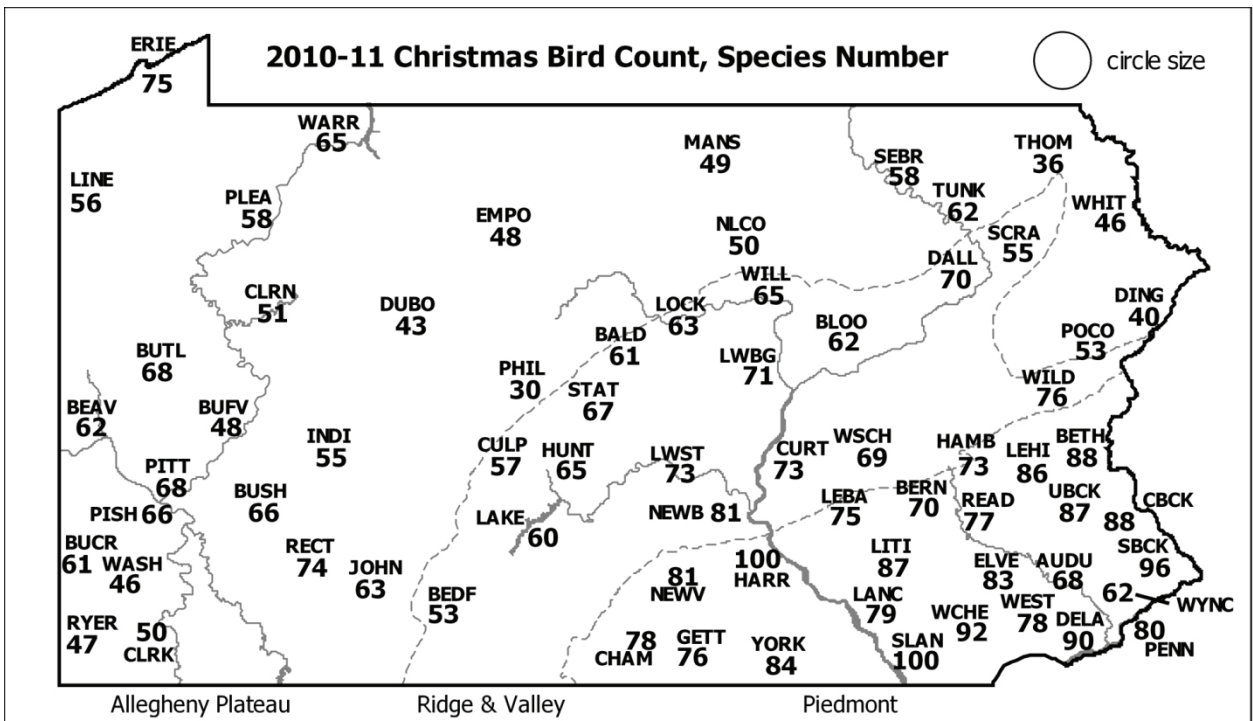 ERIE
75
2010-11 Christmas Bird Count, Species Number
circle size
WARR
65
MANS
49
SEBR
58
THOM
36
LINE
56
PLEA
58
TUNK
62
WHIT
46
EMPO
48
NLCO
50
SCRA
55
DALL
70
WILL
65
CLRN
51
DUBO
43
LOCK
63
DING
40
BALD
61
BLOO
62
POCO
53
BUTL
68
LWBG
71
PHIL
30
STAT
67
WILD
76
BEAV
62
BUFV
48
INDI
55
CULP
57
HUNT
65
LWST
73
CURT
73
WSCH
69
HAMB
73
LEHI
86
BETH
88
PITT
68
BUSH
66
PISH 66
LAKE
60
NEWB 81
LEBA
75
BERN
70
READ
77
UBCK
87
CBCK
88
BUCR
61
WASH
46
RECT
74
JOHN
63
100
HARR
LITI
87
ELVE
83
AUDU
68
SBCK
96
BEDF
53
81
NEWV
LANC
79
WCHE
92
WEST
78
62 WYNC
RYER
47
50
CLRK
78
CHAM
GETT
76
YORK
84
SLAN
100
DELA
90
80
PENN
Allegheny Plateau
Ridge & Valley
Piedmont